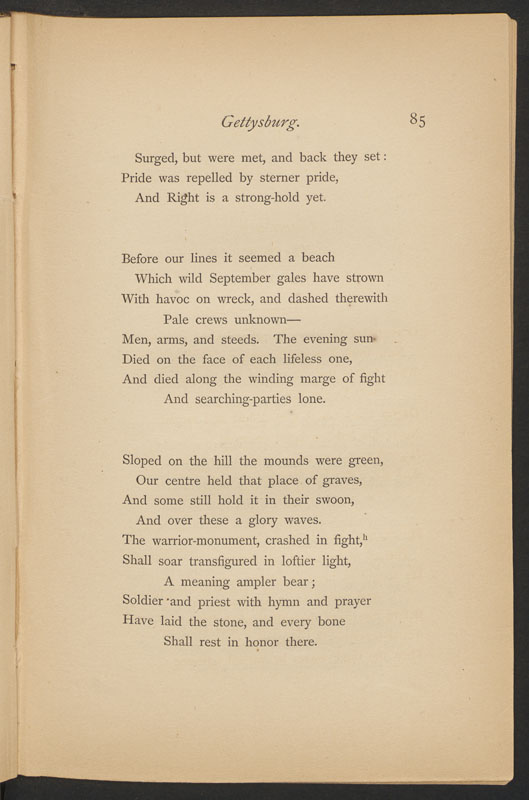 Gettysburg. 85
Surged, but were met, and back they set:
Pride was repelled by sterner pride,
And Right is a strong-hold yet.
Before our lines it seemed a beach
Which wild September gales have strown
With havoc on wreck, and dashed therewith
Pale crews unknown—
Men, arms, and steeds. The evening sun
Died on the face of each lifeless one,
And died along the winding marge of fight
And searching-parties lone.
Sloped on the hill the mounds were green,
Our centre held that place of graves,
And some still hold it in their swoon,
And over these a glory waves.
The warrior-monument, crashed in fight,ʰ
Shall soar transfigured in loftier light,
A meaning ampler bear;
Soldier and priest with hymn and prayer
Have laid the stone, and every bone
Shall rest in honor there.